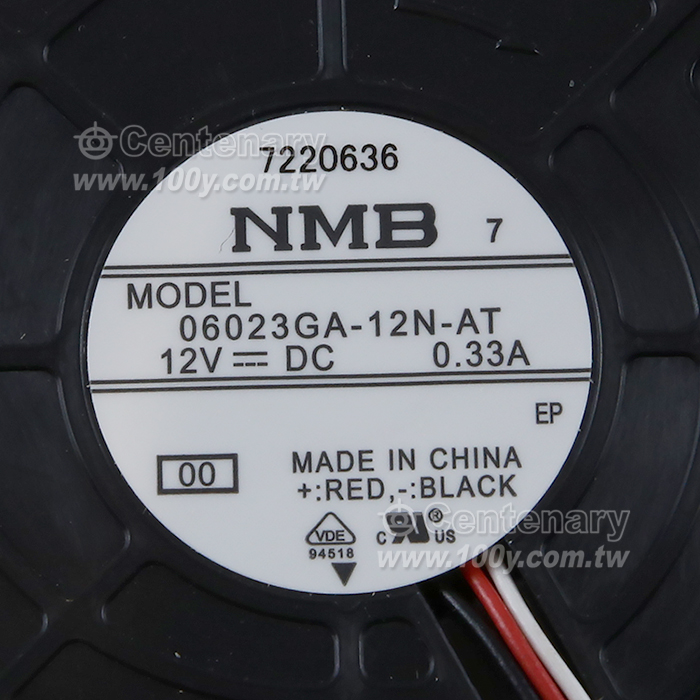 7220636
Centenary
www.100y.com.tw
NMB 7
MODEL
06023GA-12N-AT
12V DC 0.33A
EP
00
MADE IN CHINA
+:RED,-:BLACK
VDE
94518
C US ®
Centenary
www.100y.com.tw